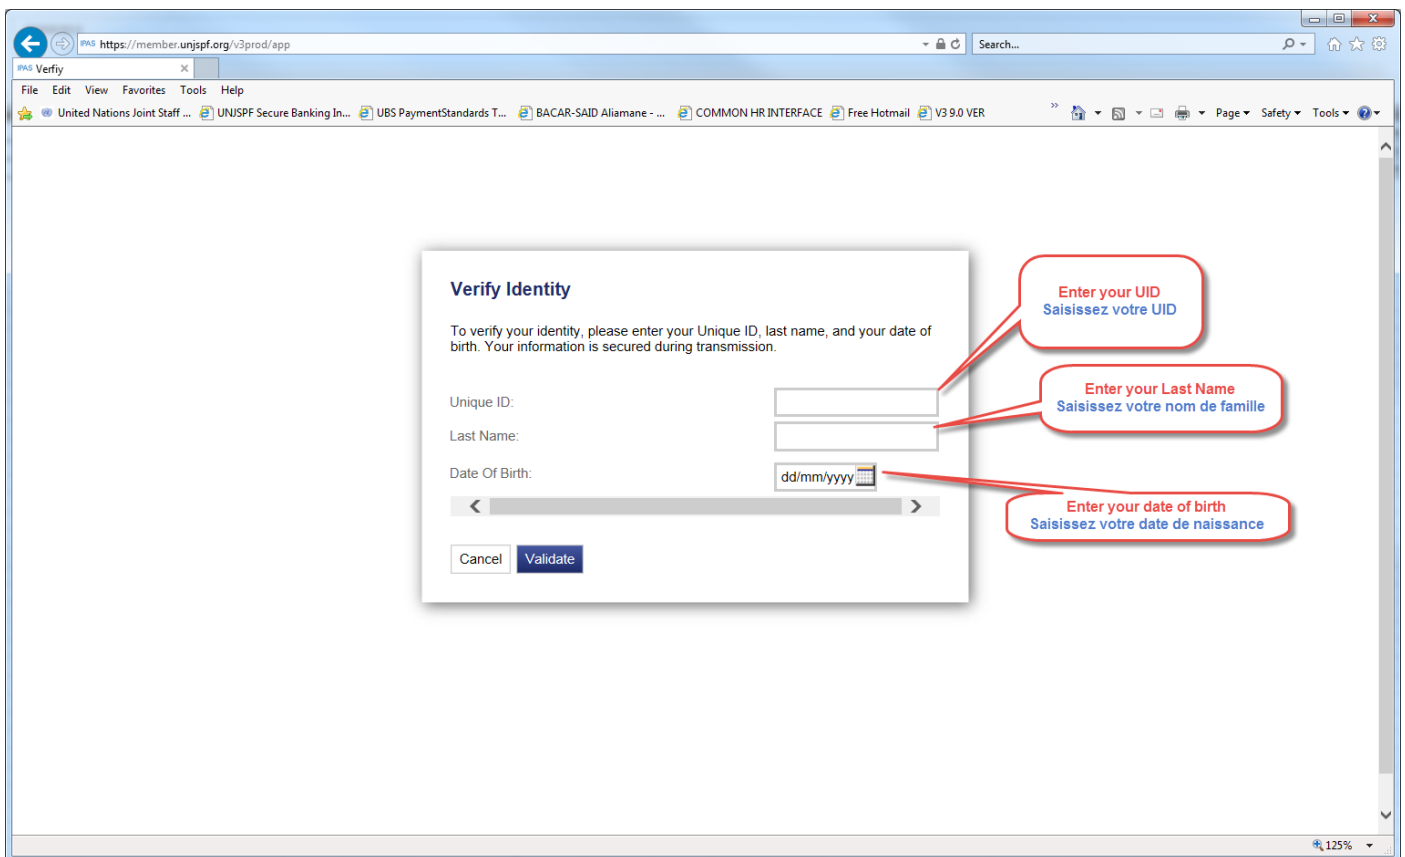 IPAS https://member.unjspf.org/v3prod/app
Search...
IPAS Verfiy
File Edit View Favorites Tools Help
United Nations Joint Staff ... UNJSPF Secure Banking In... UBS PaymentStandards T... BACAR-SAID Aliamane - ... COMMON HR INTERFACE Free Hotmail V3 9.0 VER
Page Safety Tools
Verify Identity
To verify your identity, please enter your Unique ID, last name, and your date of
birth. Your information is secured during transmission.
Unique ID:
Last Name:
Date Of Birth:
dd/mm/yyyy
Cancel Validate
Enter your UID
Saisissez votre UID
Enter your Last Name
Saisissez votre nom de famille
Enter your date of birth
Saisissez votre date de naissance
125%